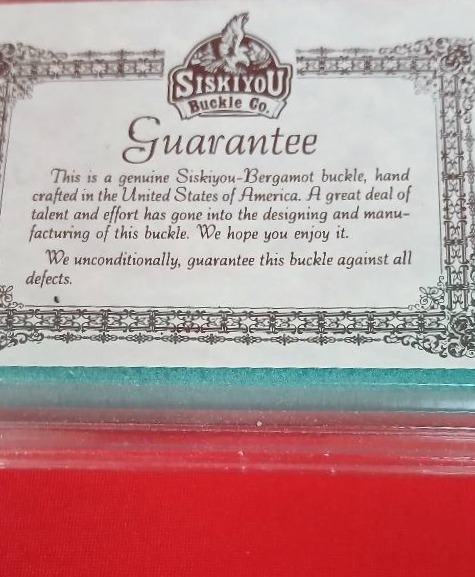 SISKIYOU
Buckle Co.
Guarantee
This is a genuine Siskiyou-Bergamot buckle, hand
crafted in the United States of America. A great deal of
talent and effort has gone into the designing and manu-
facturing of this buckle. We hope you enjoy it.
We unconditionally, guarantee this buckle against all
defects.